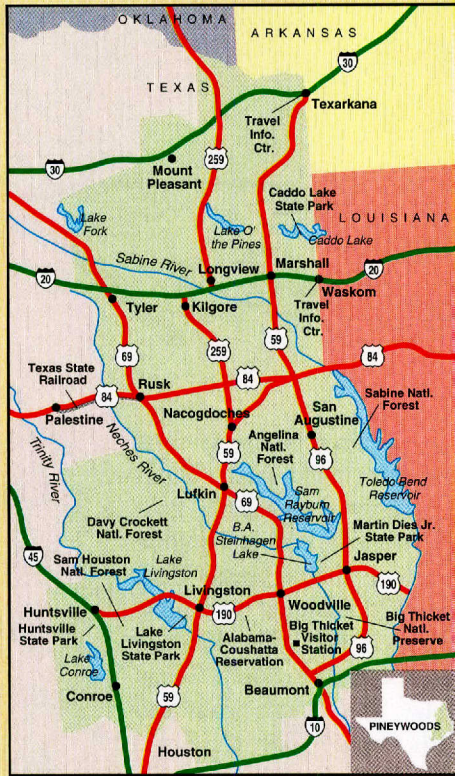 OKLAHOMA
ARKANSAS
30
TEXAS
Texarkana
Travel
Info.
Ctr.
259
Mount
Pleasant
30
Caddo Lake
State Park
LOUISIANA
Lake
Fork
Lake O'
the Pines
Caddo Lake
Sabine River
Longview
Marshall
20
20
Waskom
Tyler
Kilgore
Travel
Info.
Ctr.
59
69
259
84
Texas State
Railroad
84
Rusk
84
Sabine Natl.
Forest
Palestine
Nacogdoches
San
Augustine
Trinity
River
Neches River
59
Angelina
Natl.
Forest
96
Toledo Bend
Reservoir
Lufkin
69
Sam
Rayburn
Reservoir
Davy Crockett
Natl. Forest
B.A.
Steinhagen
Lake
Martin Dies Jr.
State Park
45
Sam Houston
Natl. Forest
Lake
Livingston
Jasper
190
Huntsville
Livingston
Woodville
Huntsville
State Park
Lake
Livingston
State Park
190
Alabama-
Coushatta
Reservation
Big Thicket
Visitor
Station
Big Thicket
Natl.
Preserve
96
Lake
Conroe
Conroe
59
Beaumont
10
Houston
PINEYWOODS